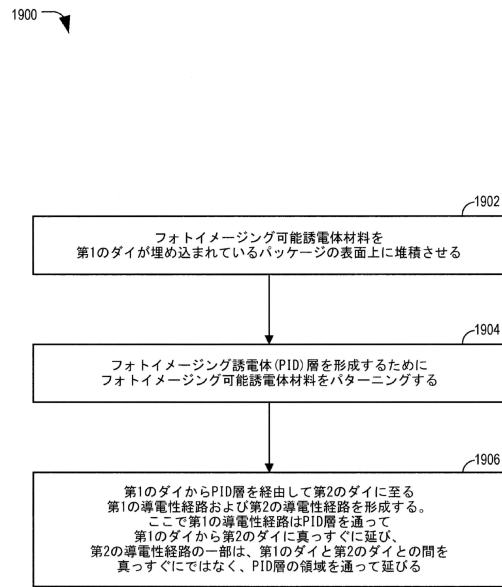 1900
1902
フォトイメージング可能誘電体材料を
第1のダイが埋め込まれているパッケージの表面上に堆積させる
1904
フォトイメージング誘電体(PID)層を形成するために
フォトイメージング可能誘電体材料をパターニングする
1906
第1のダイからPID層を経由して第2のダイに至る
第1の導電性経路および第2の導電性経路を形成する。
ここで第1の導電性経路はPID層を通って
第1のダイから第2のダイに真っすぐに延び、
第2の導電性経路の一部は、第1のダイと第2のダイとの間を
真っすぐにではなく、PID層の領域を通って延びる